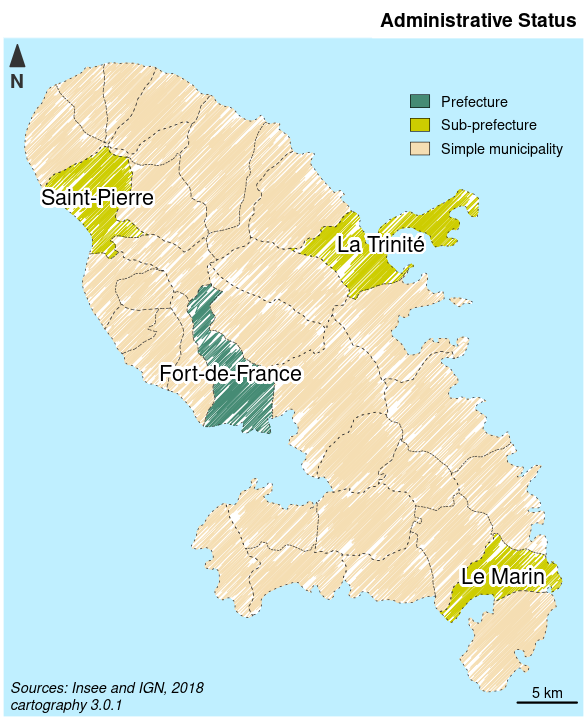 Administrative Status
N
Prefecture
Sub-prefecture
Simple municipality
Saint-Pierre
La Trinité
Fort-de-France
Le Marin
Sources: Insee and IGN, 2018
cartography 3.0.1
5 km